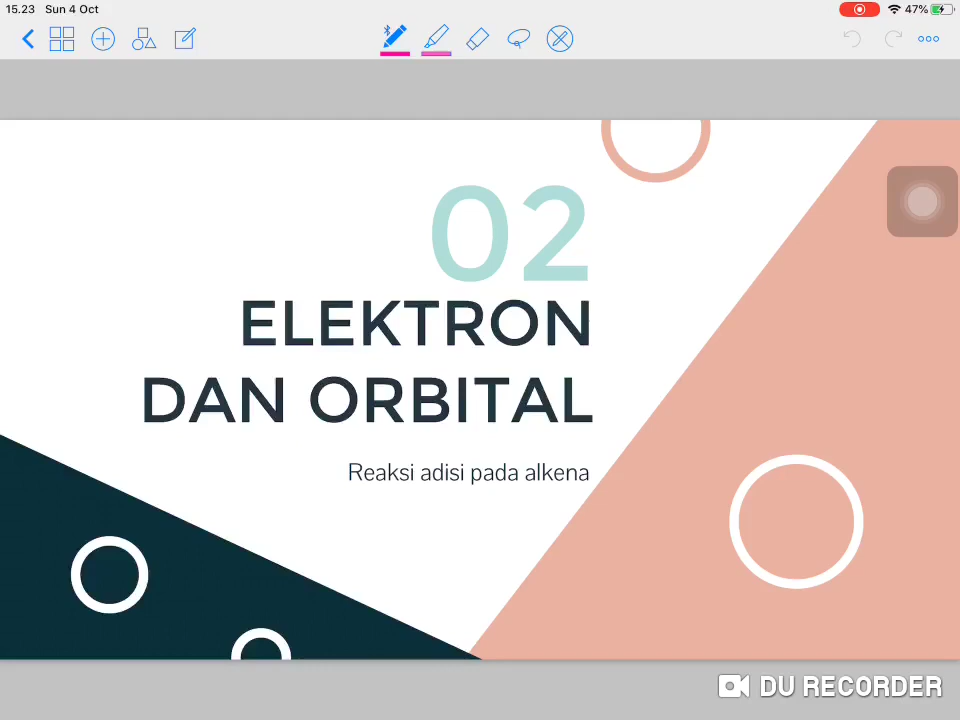 15.23 Sun 4 Oct
47%
02
ELEKTRON
DAN ORBITAL
Reaksi adisi pada alkena
DU RECORDER